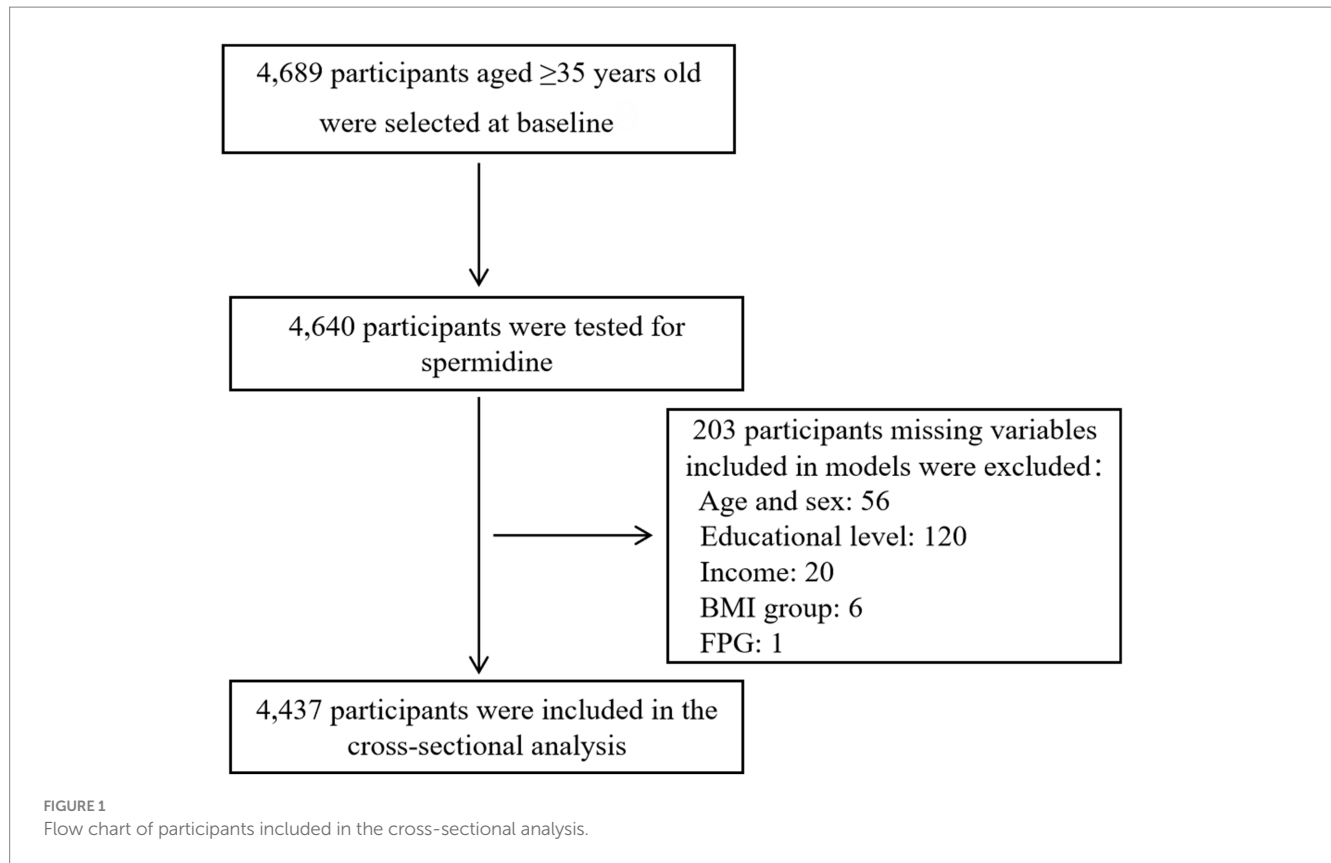 4,689 participants aged ≥35 years old
were selected at baseline
4,640 participants were tested for
spermidine
203 participants missing variables
included in models were excluded：
Age and sex: 56
Educational level: 120
Income: 20
BMI group: 6
FPG: 1
4,437 participants were included in the
cross-sectional analysis
FIGURE 1
Flow chart of participants included in the cross-sectional analysis.